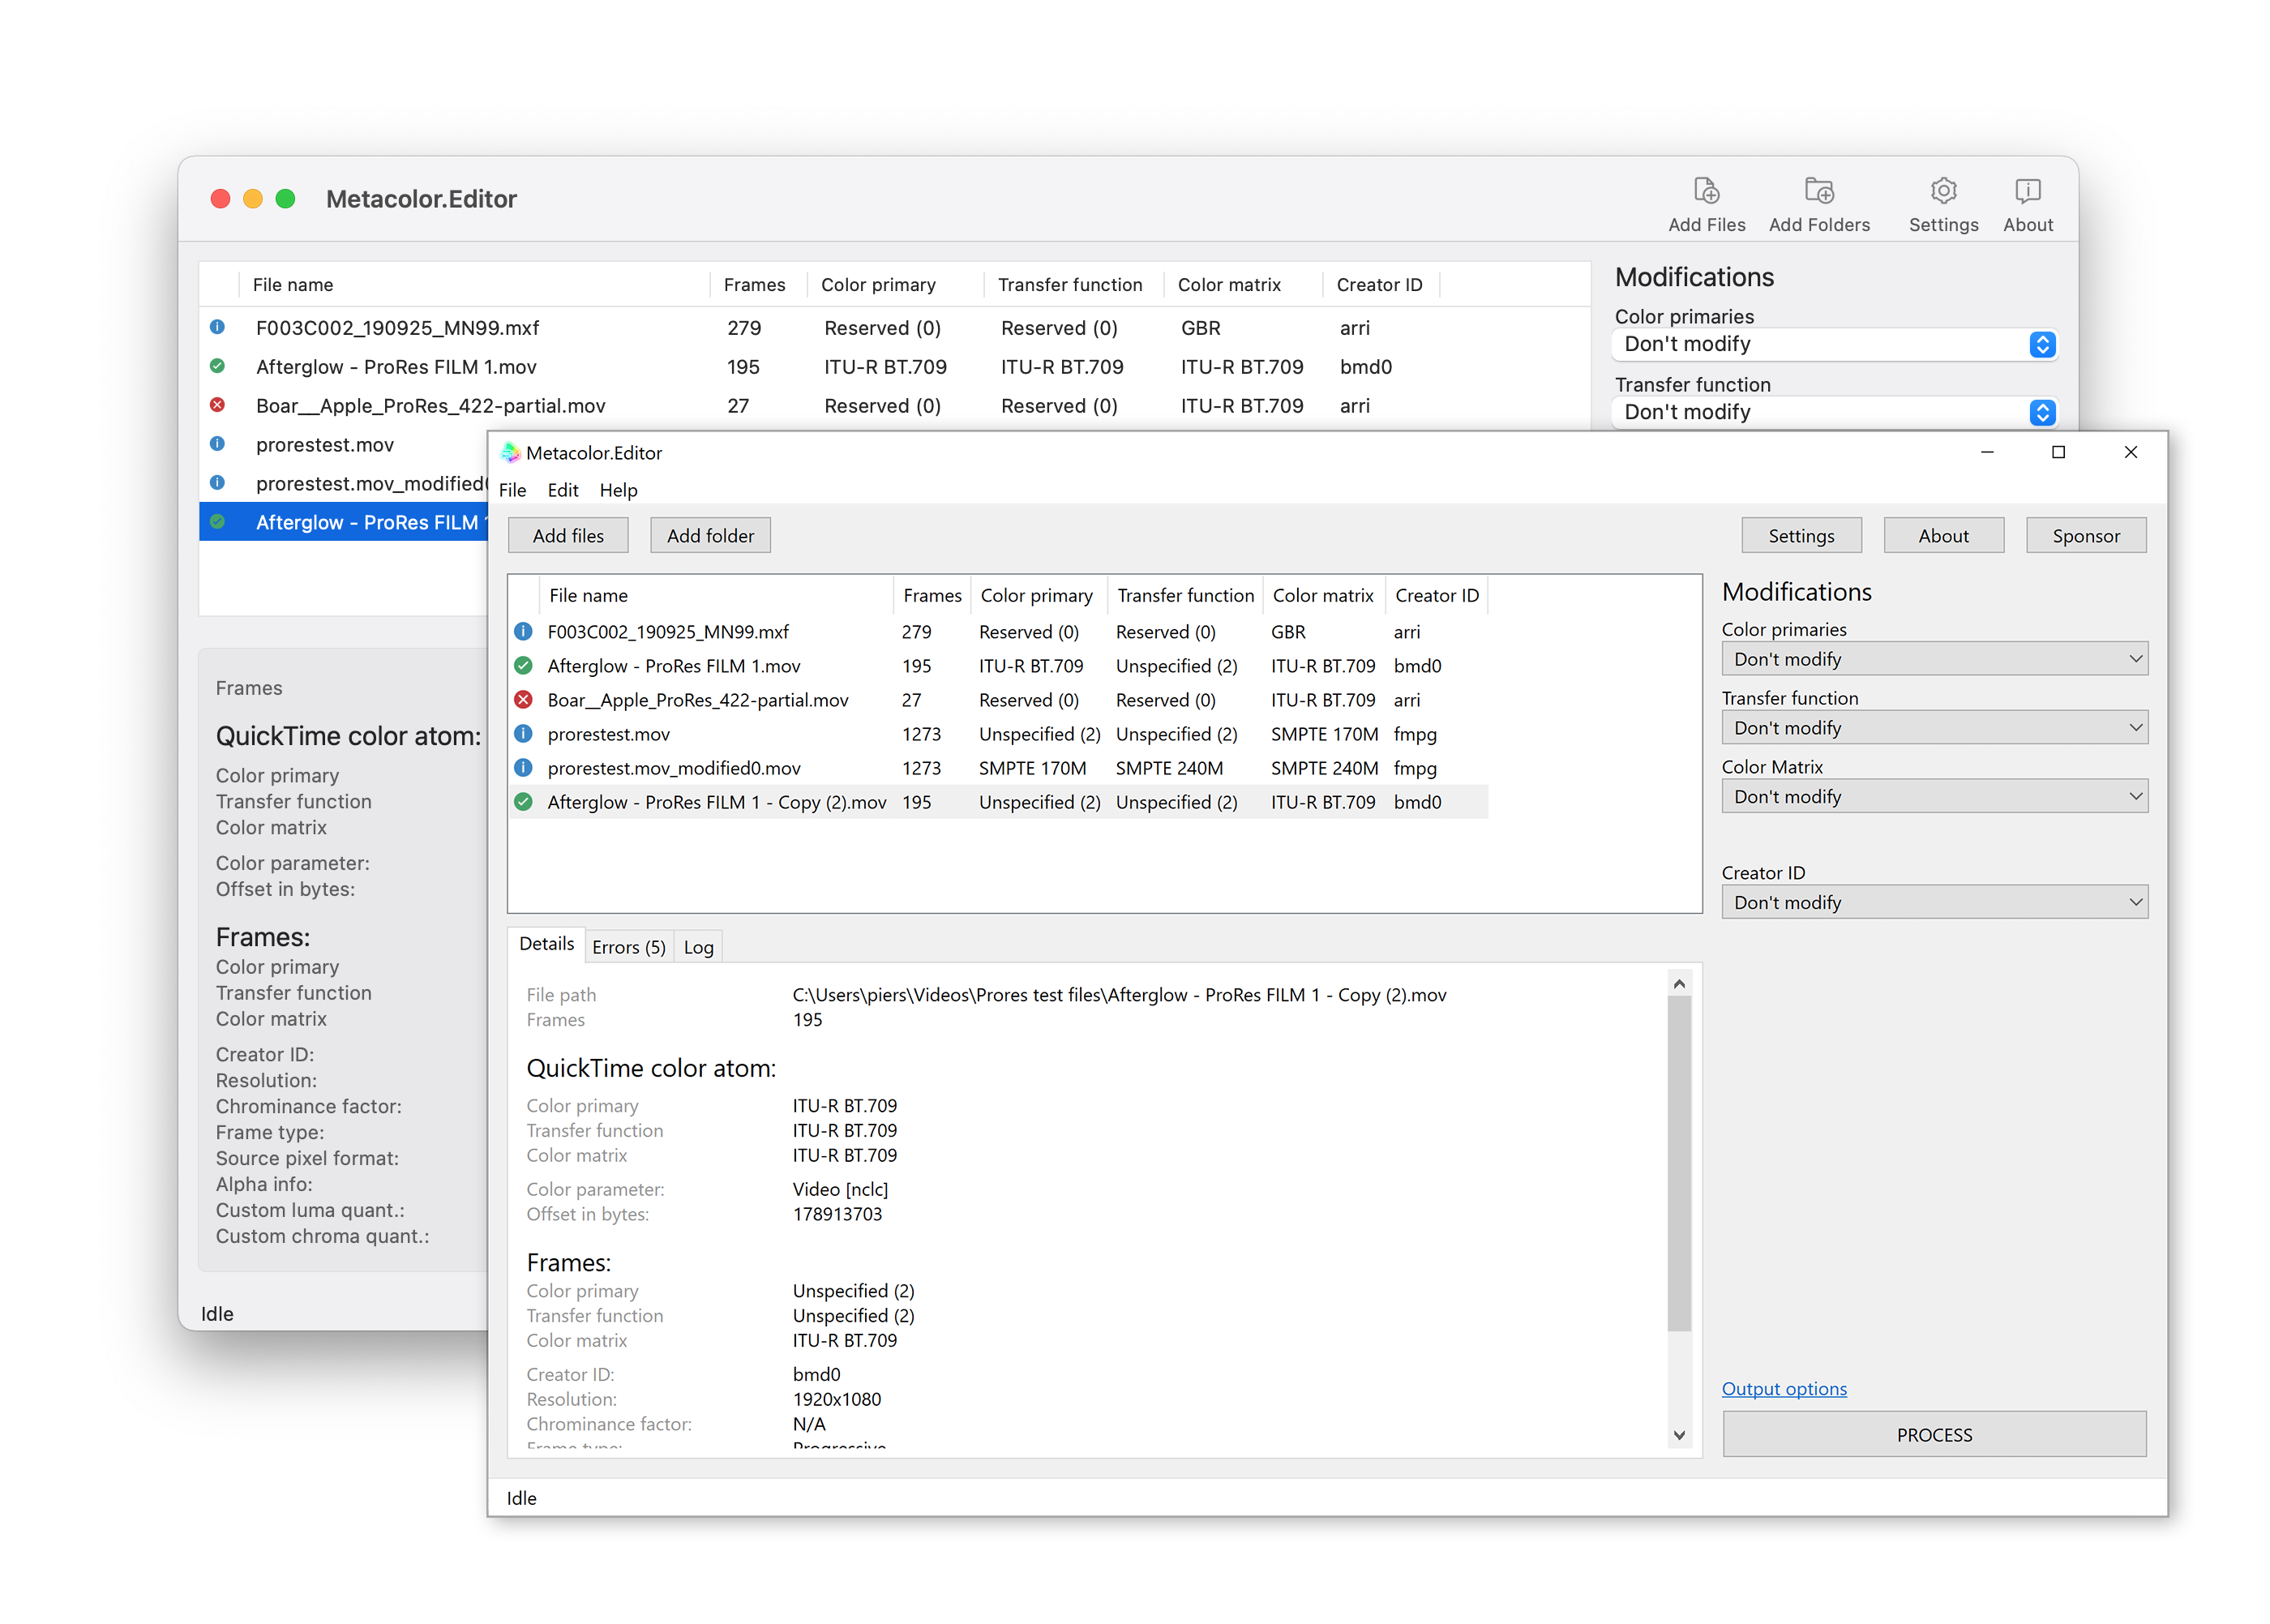 Metacolor.Editor
Add Files Add Folders Settings About
File name Frames Color primary Transfer function Color matrix Creator ID
F003C002_190925_MN99.mxf 279 Reserved (0) Reserved (0) GBR arri
Afterglow - ProRes FILM 1.mov 195 ITU-R BT.709 ITU-R BT.709 ITU-R BT.709 bmd0
Boar__Apple_ProRes_422-partial.mov 27 Reserved (0) Reserved (0) ITU-R BT.709 arri
prorestest.mov
prorestest.mov_modified
Afterglow - ProRes FILM
Modifications
Color primaries
Don't modify
Transfer function
Don't modify
Frames
QuickTime color atom:
Color primary
Transfer function
Color matrix
Color parameter:
Offset in bytes:
Frames:
Color primary
Transfer function
Color matrix
Creator ID:
Resolution:
Chrominance factor:
Frame type:
Source pixel format:
Alpha info:
Custom luma quant.:
Custom chroma quant.:
Idle
Metacolor.Editor
File Edit Help
Add files Add folder Settings About Sponsor
File name Frames Color primary Transfer function Color matrix Creator ID
F003C002_190925_MN99.mxf 279 Reserved (0) Reserved (0) GBR arri
Afterglow - ProRes FILM 1.mov 195 ITU-R BT.709 Unspecified (2) ITU-R BT.709 bmd0
Boar__Apple_ProRes_422-partial.mov 27 Reserved (0) Reserved (0) ITU-R BT.709 arri
prorestest.mov 1273 Unspecified (2) Unspecified (2) SMPTE 170M fmpg
prorestest.mov_modified0.mov 1273 SMPTE 170M SMPTE 240M SMPTE 240M fmpg
Afterglow - ProRes FILM 1 - Copy (2).mov 195 Unspecified (2) Unspecified (2) ITU-R BT.709 bmd0
Modifications
Color primaries
Don't modify
Transfer function
Don't modify
Color Matrix
Don't modify
Creator ID
Don't modify
Details Errors (5) Log
File path C:\Users\piers\Videos\Prores test files\Afterglow - ProRes FILM 1 - Copy (2).mov
Frames 195
QuickTime color atom:
Color primary ITU-R BT.709
Transfer function ITU-R BT.709
Color matrix ITU-R BT.709
Color parameter: Video [nclc]
Offset in bytes: 178913703
Frames:
Color primary Unspecified (2)
Transfer function Unspecified (2)
Color matrix ITU-R BT.709
Creator ID: bmd0
Resolution: 1920x1080
Chrominance factor: N/A
Frame type: Progressive
Output options
PROCESS
Idle